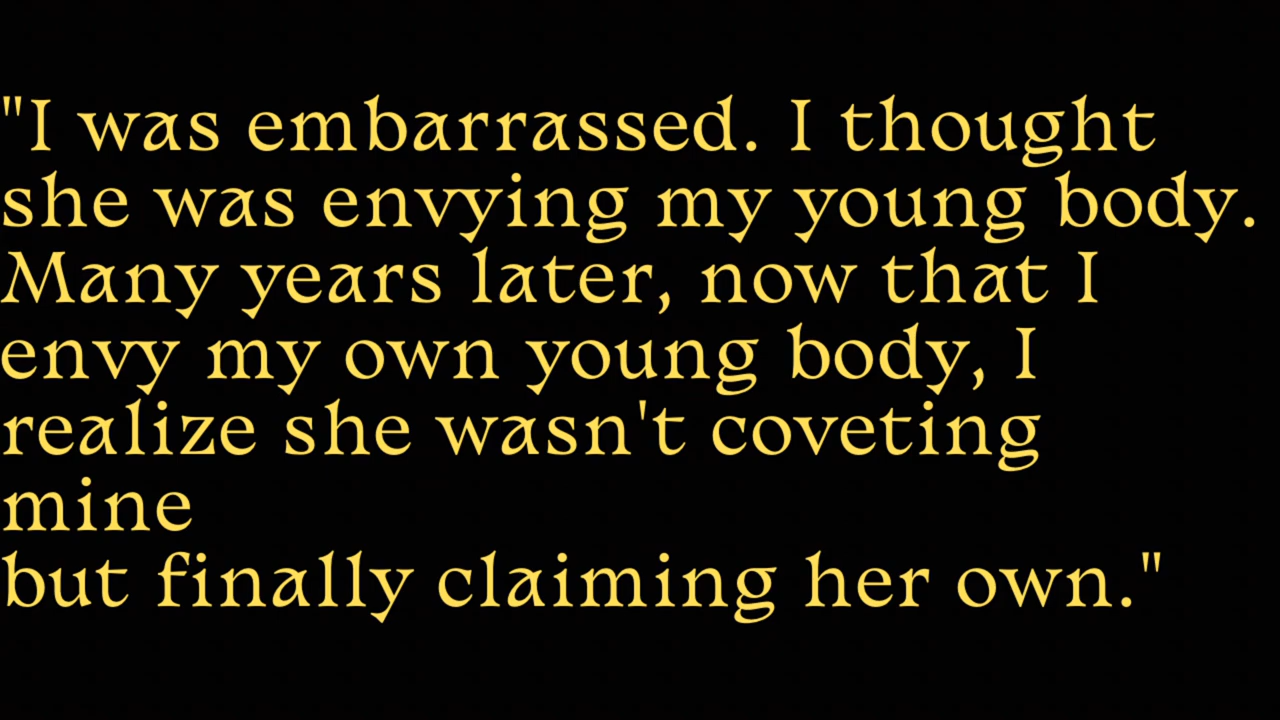 "I was embarrassed. I thought
she was envying my young body.
Many years later, now that I
envy my own young body, I
realize she wasn't coveting
mine
but finally claiming her own."